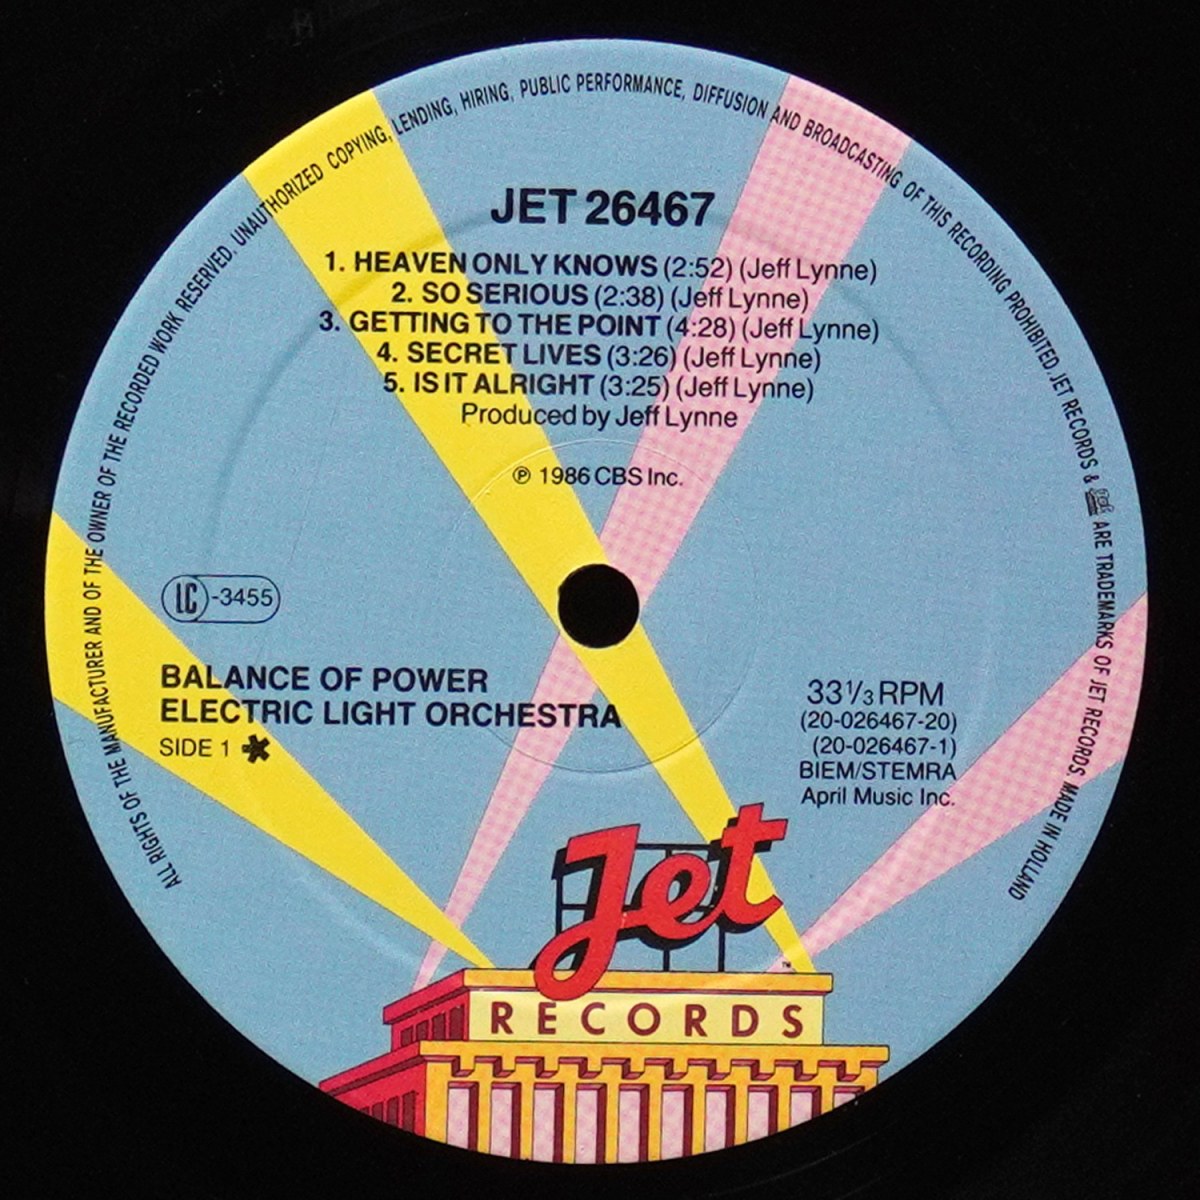 ALL RIGHTS OF THE MANUFACTURER AND OF THE OWNER OF THE RECORDED WORK RESERVED. UNAUTHORIZED COPYING, LENDING, HIRING, PUBLIC PERFORMANCE, DIFFUSION AND BROADCASTING OF THIS RECORDING PROHIBITED. JET RECORDS & Jet ARE TRADEMARKS OF JET RECORDS. MADE IN HOLLAND
JET 26467
1. HEAVEN ONLY KNOWS (2:52) (Jeff Lynne)
2. SO SERIOUS (2:38) (Jeff Lynne)
3. GETTING TO THE POINT (4:28) (Jeff Lynne)
4. SECRET LIVES (3:26) (Jeff Lynne)
5. IS IT ALRIGHT (3:25) (Jeff Lynne)
Produced by Jeff Lynne
℗ 1986 CBS Inc.
LC-3455
BALANCE OF POWER
ELECTRIC LIGHT ORCHESTRA
SIDE 1 *
33 1/3 RPM
(20-026467-20)
(20-026467-1)
BIEM/STEMRA
April Music Inc.
Jet
™
RECORDS